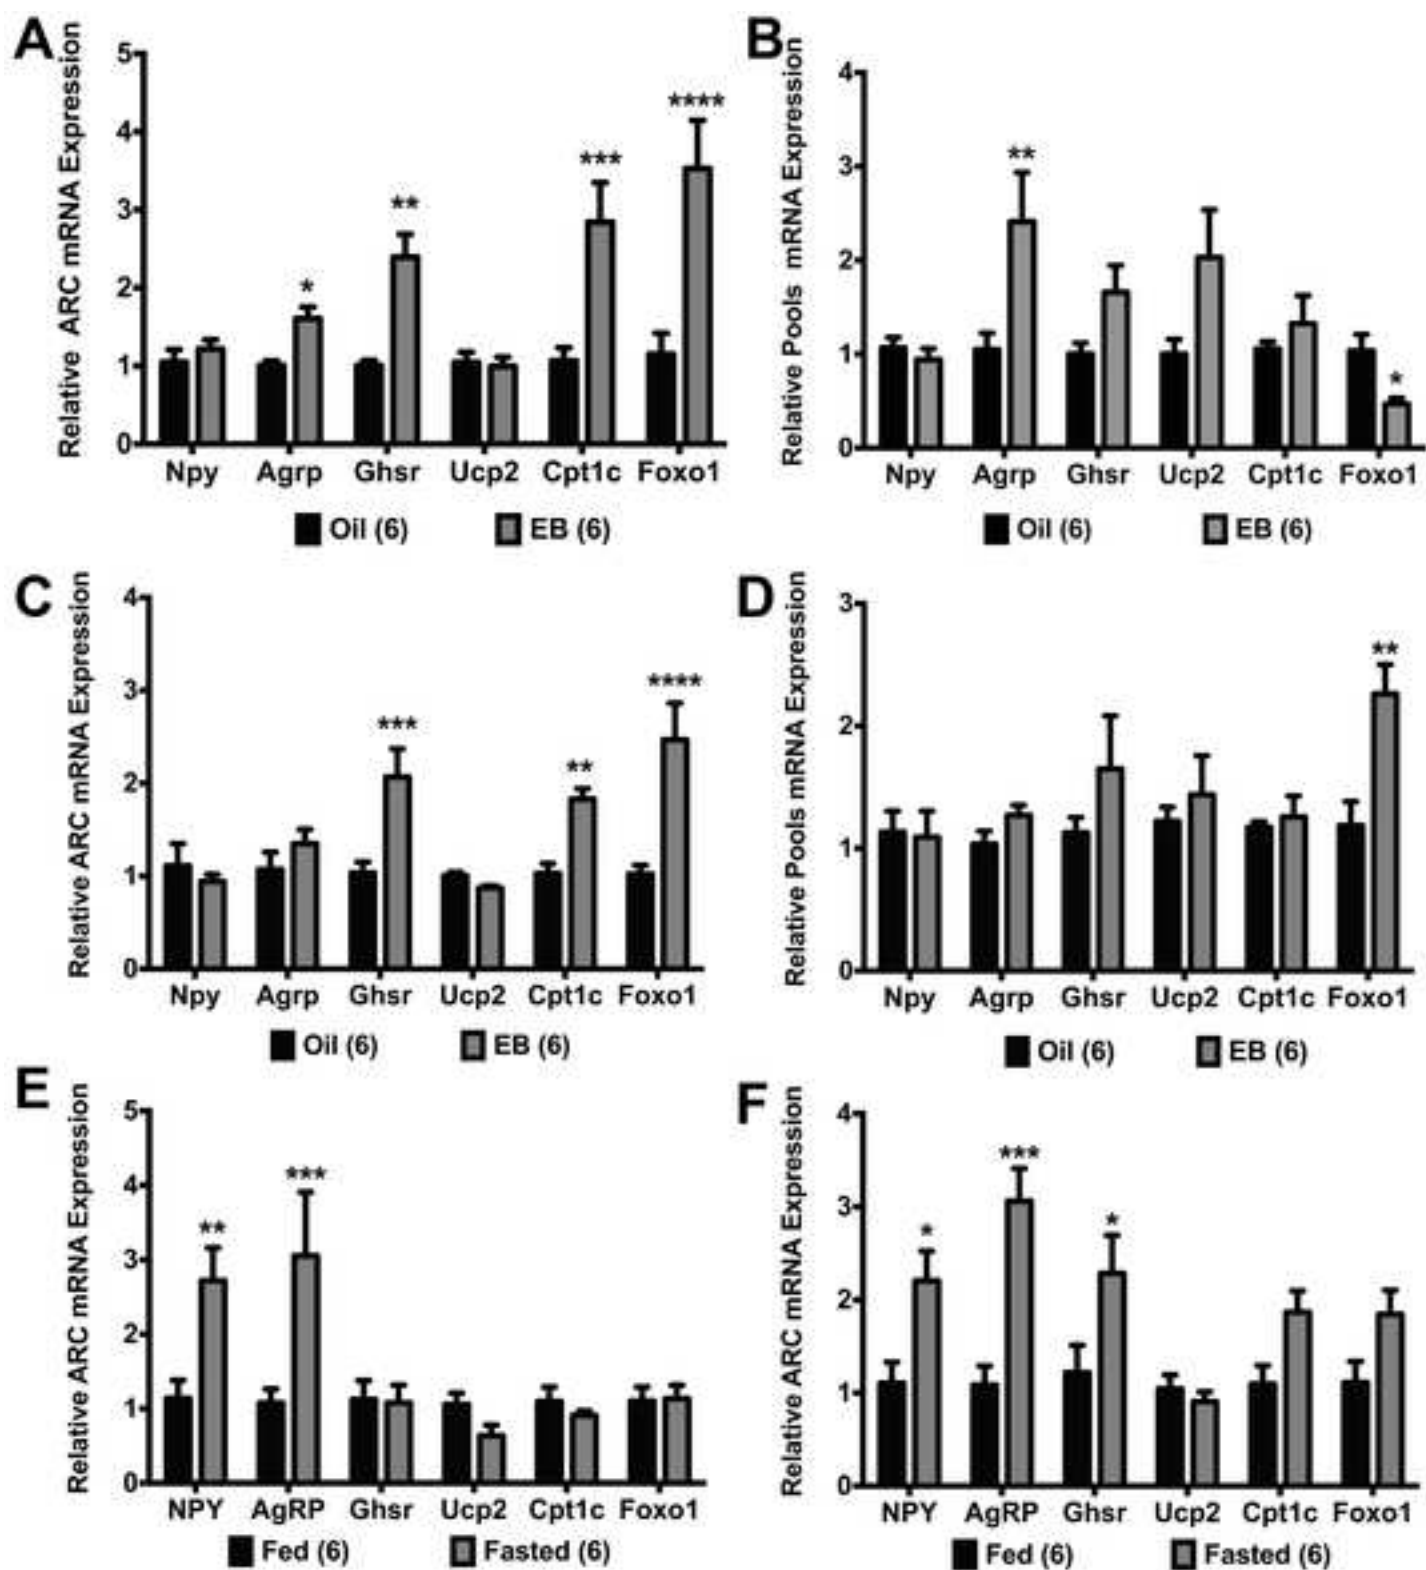 A
Relative ARC mRNA Expression
5
4
3
2
1
0
*
**
***
****
Npy Agrp Ghsr Ucp2 Cpt1c Foxo1
Oil (6) EB (6)
B
Relative Pools mRNA Expression
4
3
2
1
0
**
*
Npy Agrp Ghsr Ucp2 Cpt1c Foxo1
Oil (6) EB (6)
C
Relative ARC mRNA Expression
4
3
2
1
0
***
**
****
Npy Agrp Ghsr Ucp2 Cpt1c Foxo1
Oil (6) EB (6)
D
Relative Pools mRNA Expression
3
2
1
0
**
Npy Agrp Ghsr Ucp2 Cpt1c Foxo1
Oil (6) EB (6)
E
Relative ARC mRNA Expression
5
4
3
2
1
0
**
***
NPY AgRP Ghsr Ucp2 Cpt1c Foxo1
Fed (6) Fasted (6)
F
Relative ARC mRNA Expression
4
3
2
1
0
*
***
*
NPY AgRP Ghsr Ucp2 Cpt1c Foxo1
Fed (6) Fasted (6)